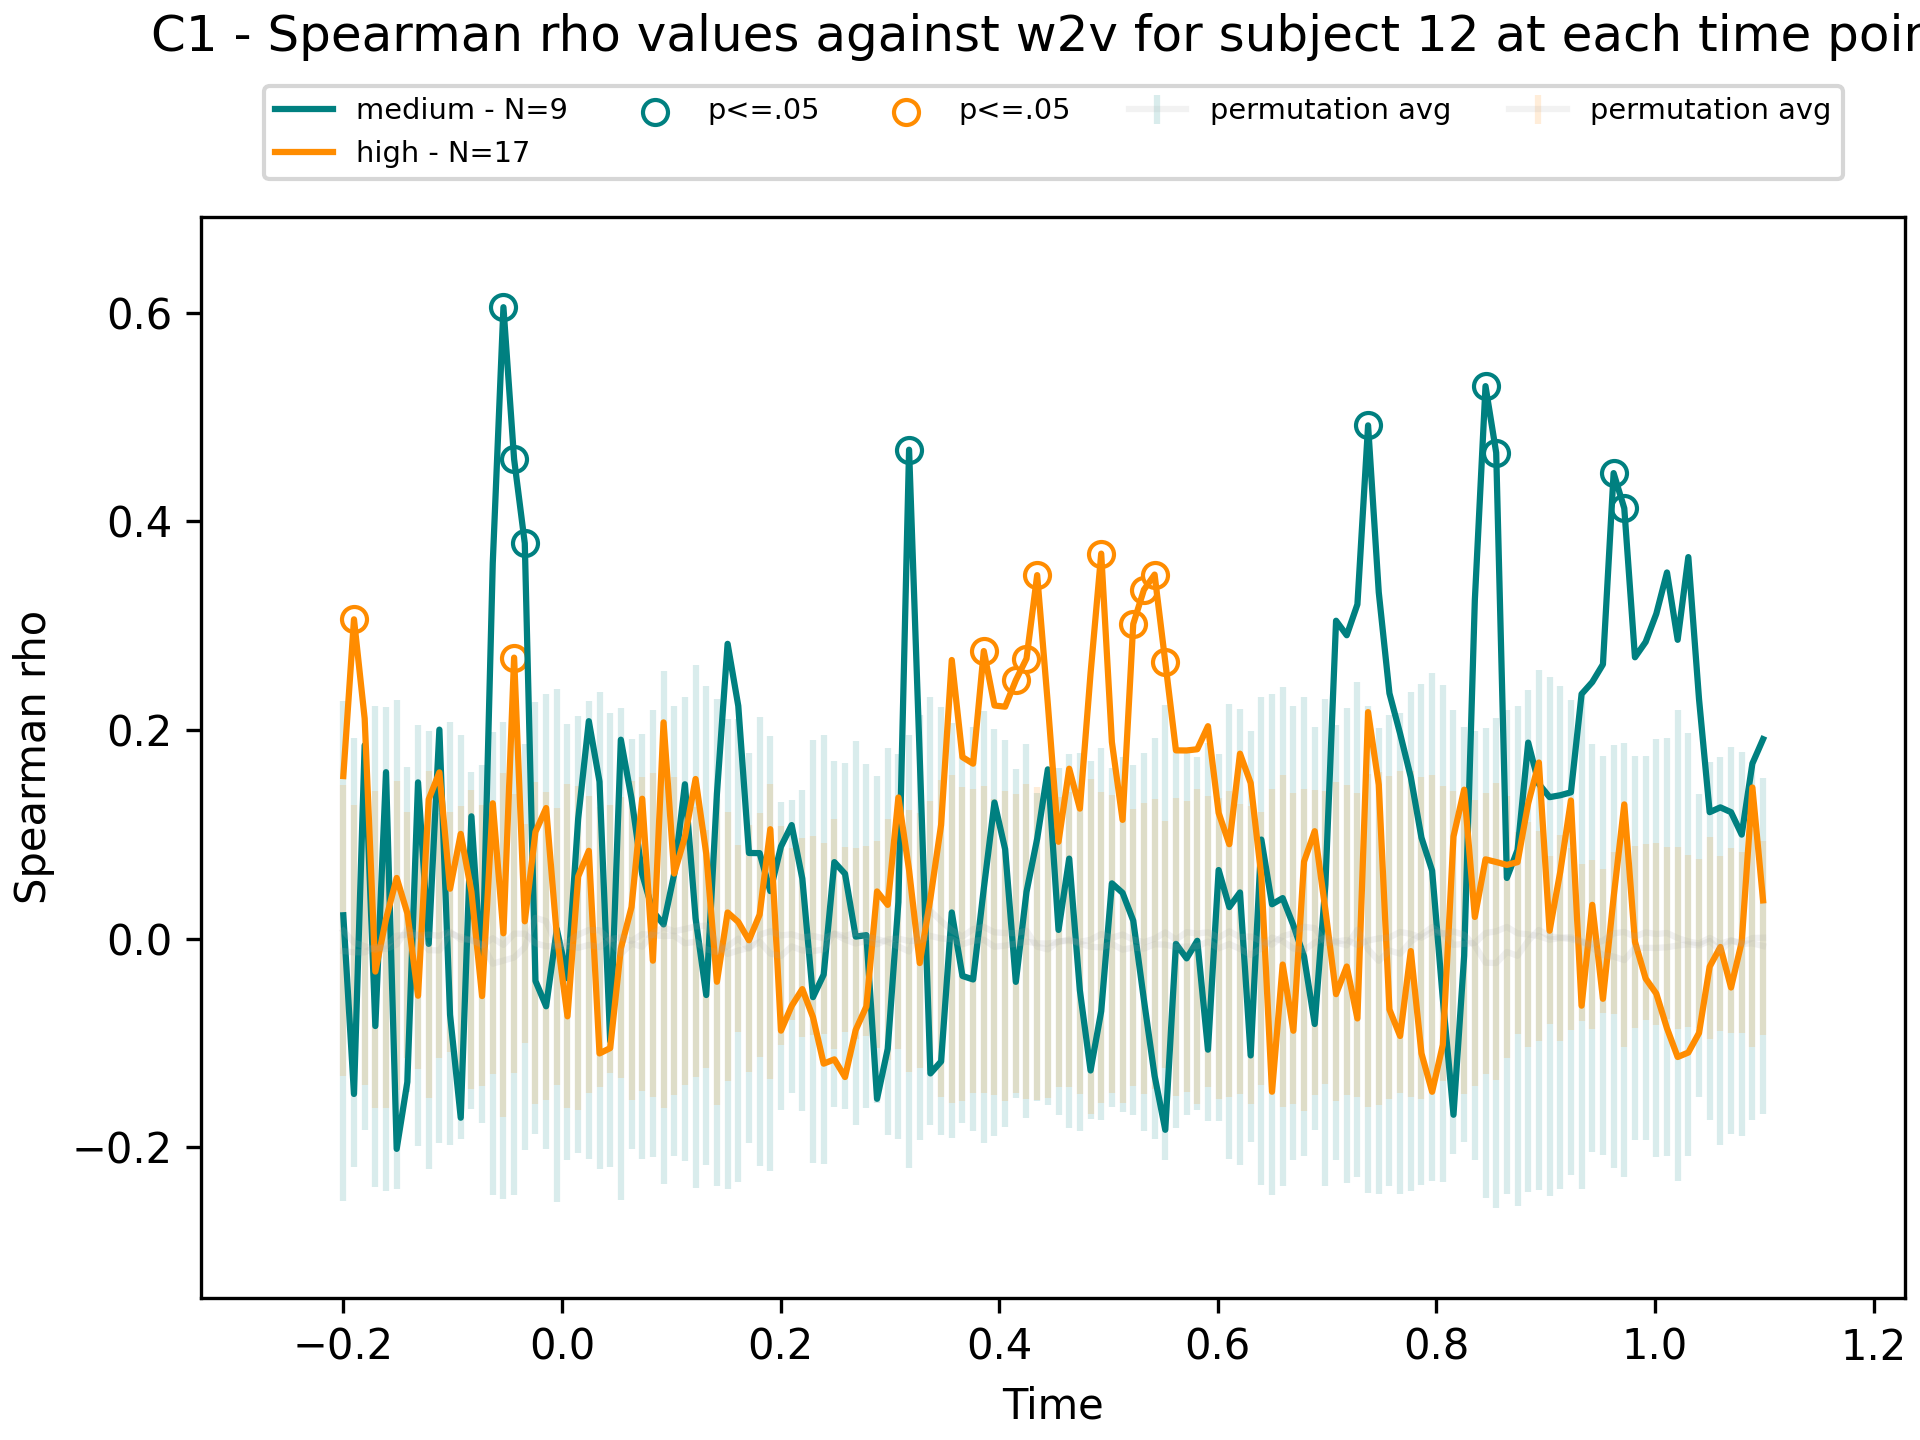 C1 - Spearman rho values against w2v for subject 12 at each time poin
medium - N=9
high - N=17
p<=.05
p<=.05
permutation avg
permutation avg
Spearman rho
0.6
0.4
0.2
0.0
−0.2
−0.2
0.0
0.2
0.4
0.6
0.8
1.0
1.2
Time